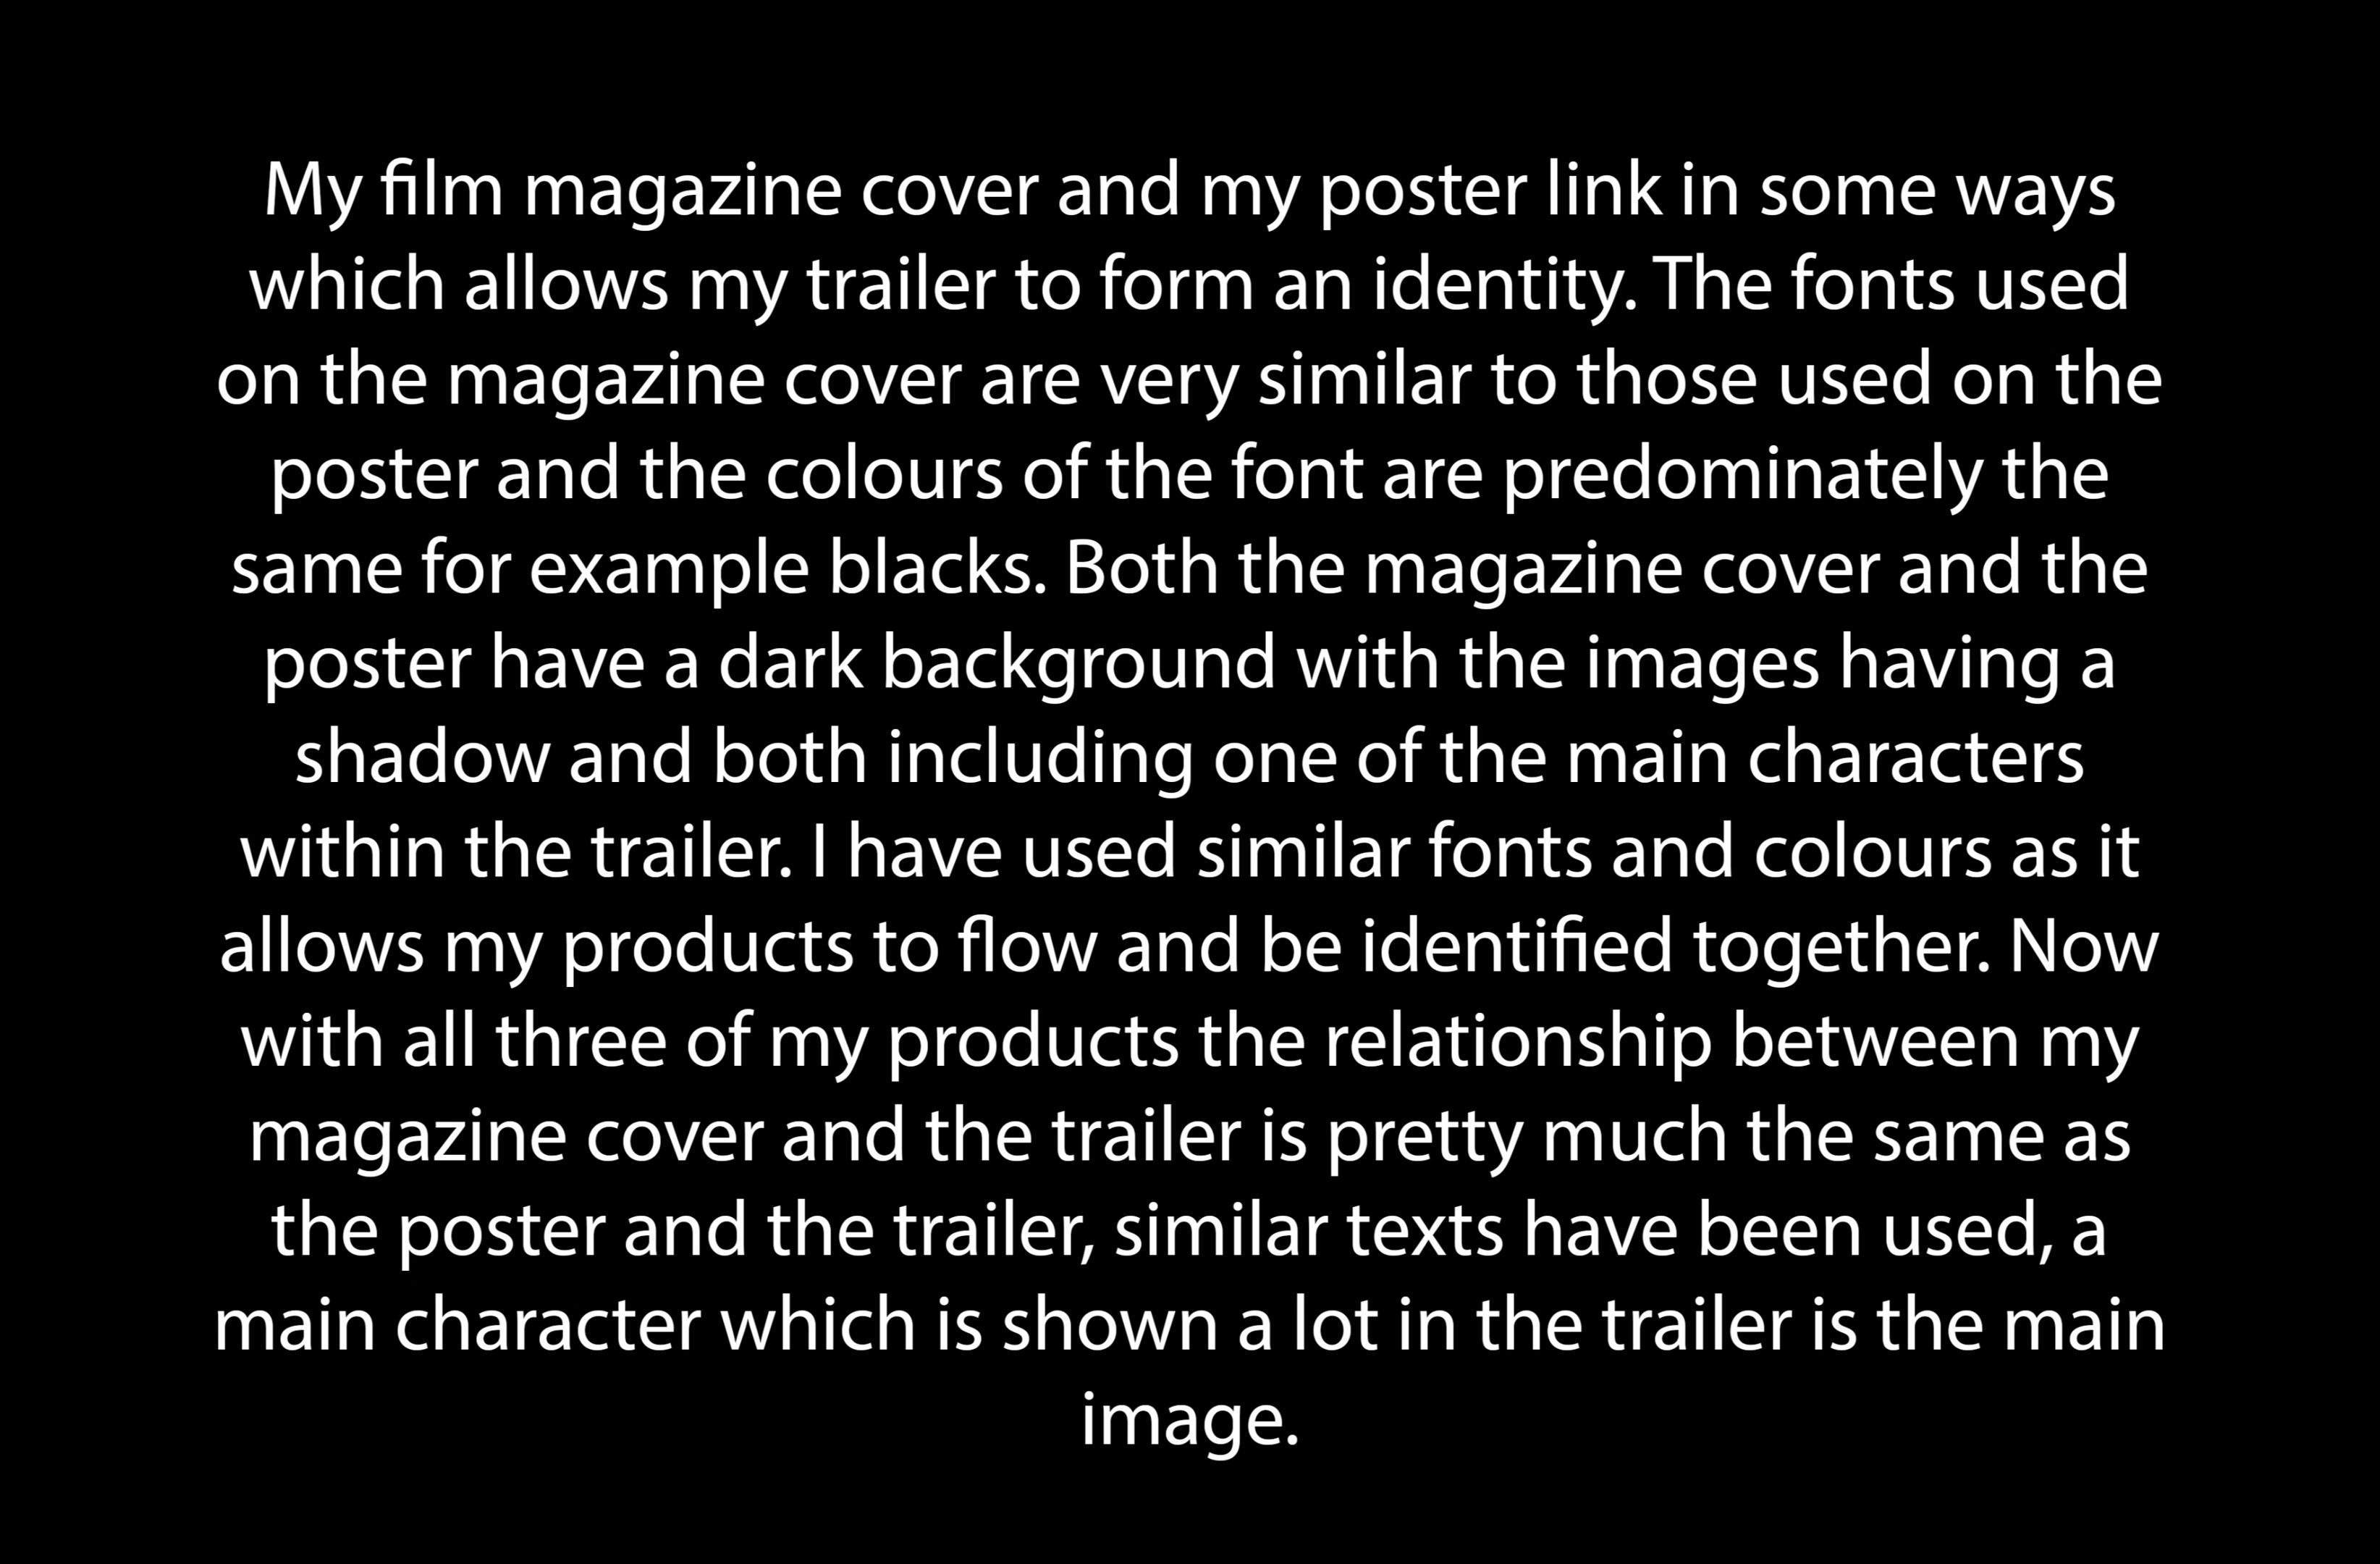 My film magazine cover and my poster link in some ways
which allows my trailer to form an identity. The fonts used
on the magazine cover are very similar to those used on the
poster and the colours of the font are predominately the
same for example blacks. Both the magazine cover and the
poster have a dark background with the images having a
shadow and both including one of the main characters
within the trailer. I have used similar fonts and colours as it
allows my products to flow and be identified together. Now
with all three of my products the relationship between my
magazine cover and the trailer is pretty much the same as
the poster and the trailer, similar texts have been used, a
main character which is shown a lot in the trailer is the main
image.